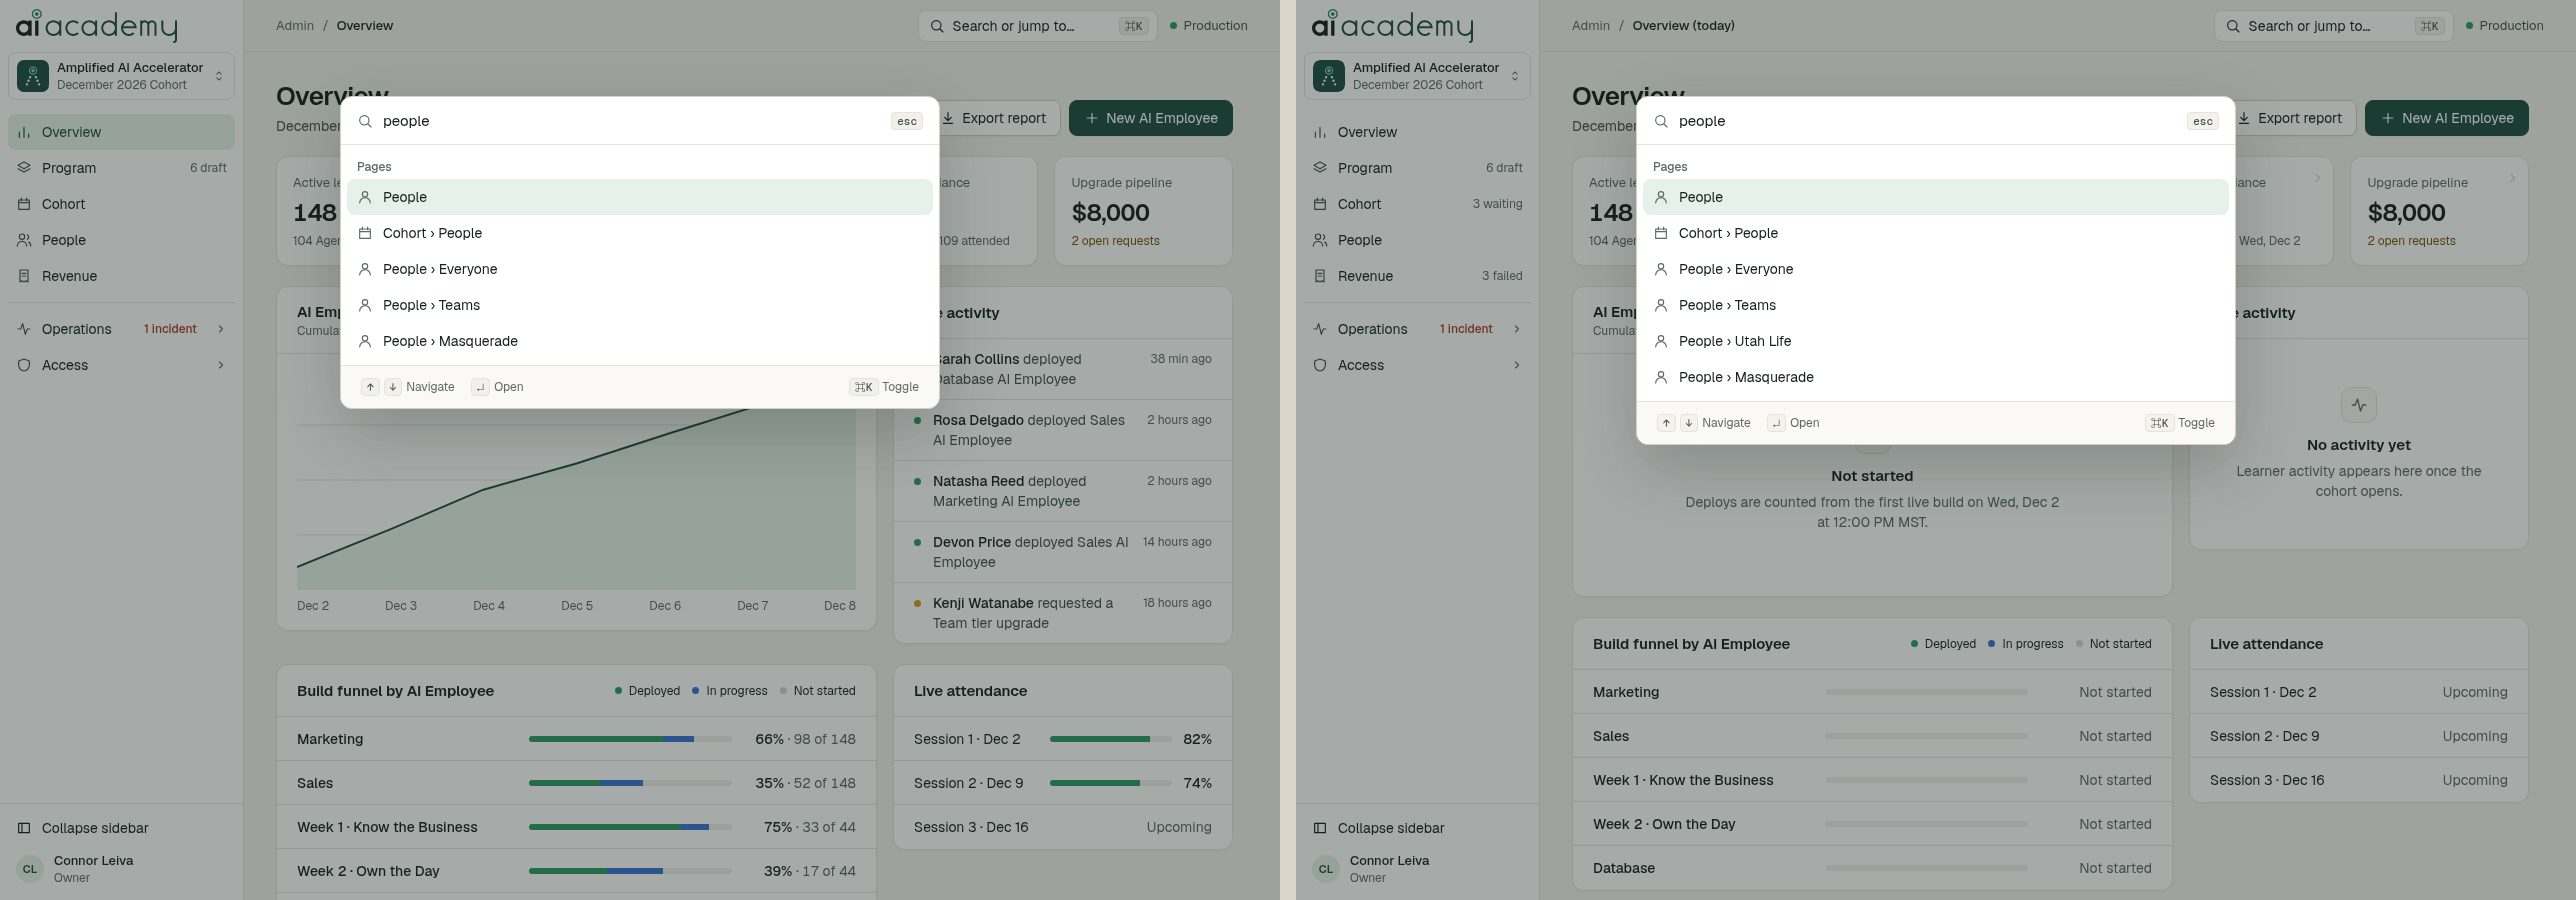 ai academy
Amplified AI Accelerator
December 2026 Cohort
Overview
Program 6 draft
Cohort
People
Revenue
Operations 1 incident
Access
Collapse sidebar
CL Connor Leiva
Owner
Admin / Overview
Search or jump to... ⌘K
Production
Overview
December
Export report
New AI Employee
people esc
Pages
People
Cohort › People
People › Everyone
People › Teams
People › Masquerade
↑ ↓ Navigate ↵ Open ⌘K Toggle
Active
148
104
109 attended
Upgrade pipeline
$8,000
2 open requests
AI
activity
Sarah Collins deployed
Database AI Employee
38 min ago
Rosa Delgado deployed Sales
AI Employee
2 hours ago
Natasha Reed deployed
Marketing AI Employee
2 hours ago
Devon Price deployed Sales AI
Employee
14 hours ago
Kenji Watanabe requested a
Team tier upgrade
18 hours ago
Dec 2 Dec 3 Dec 4 Dec 5 Dec 6 Dec 7 Dec 8
Build funnel by AI Employee Deployed In progress Not started
Marketing 66% · 98 of 148
Sales 35% · 52 of 148
Week 1 · Know the Business 75% · 33 of 44
Week 2 · Own the Day 39% · 17 of 44
Live attendance
Session 1 · Dec 2 82%
Session 2 · Dec 9 74%
Session 3 · Dec 16 Upcoming
ai academy
Amplified AI Accelerator
December 2026 Cohort
Overview
Program 6 draft
Cohort 3 waiting
People
Revenue 3 failed
Operations 1 incident
Access
Collapse sidebar
CL Connor Leiva
Owner
Admin / Overview (today)
Search or jump to... ⌘K
Production
Overview
December
Export report
New AI Employee
people esc
Pages
People
Cohort › People
People › Everyone
People › Teams
People › Utah Life
People › Masquerade
↑ ↓ Navigate ↵ Open ⌘K Toggle
Active
148
104
Wed, Dec 2
Upgrade pipeline
$8,000
2 open requests
AI
activity
Not started
Deploys are counted from the first live build on Wed, Dec 2
at 12:00 PM MST.
No activity yet
Learner activity appears here once the
cohort opens.
Build funnel by AI Employee Deployed In progress Not started
Marketing Not started
Sales Not started
Week 1 · Know the Business Not started
Week 2 · Own the Day Not started
Database Not started
Live attendance
Session 1 · Dec 2 Upcoming
Session 2 · Dec 9 Upcoming
Session 3 · Dec 16 Upcoming